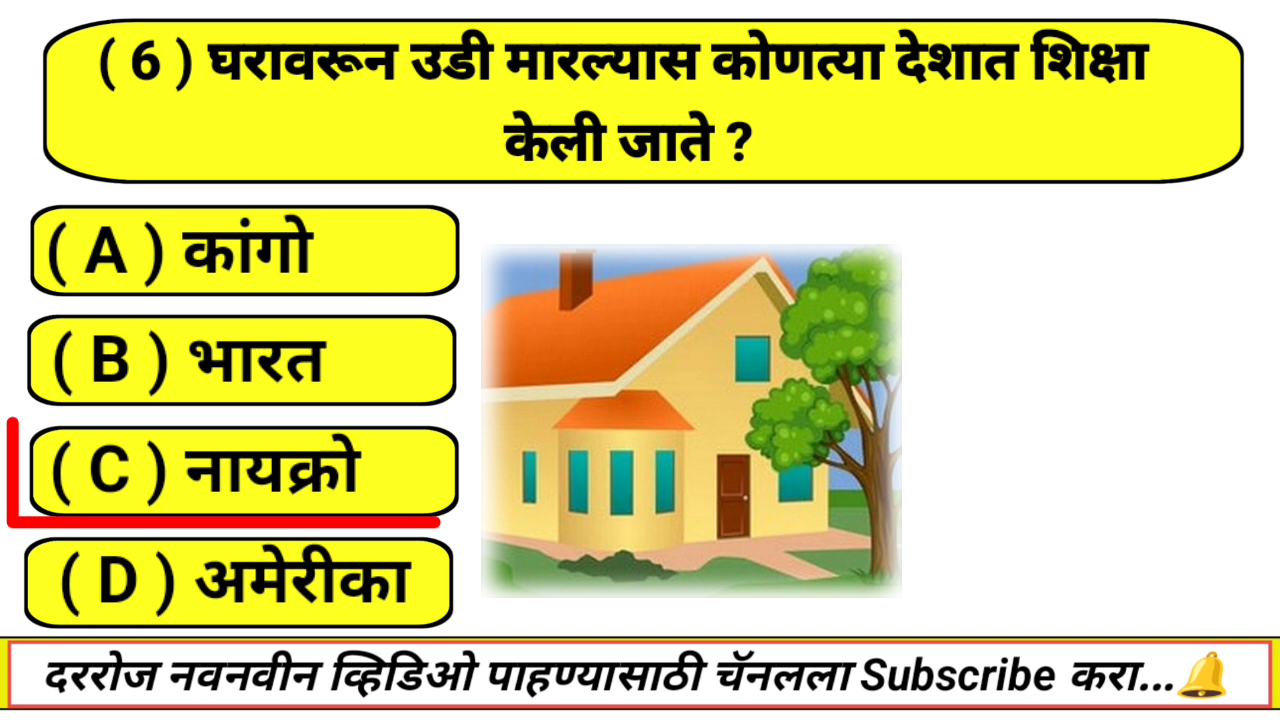 ( 6 ) घरावरून उडी मारल्यास कोणत्या देशात शिक्षा
केली जाते ?
( A ) कांगो
( B ) भारत
( C ) नायक्रो
( D ) अमेरीका
दररोज नवनवीन व्हिडिओ पाहण्यासाठी चॅनलला Subscribe करा...🔔